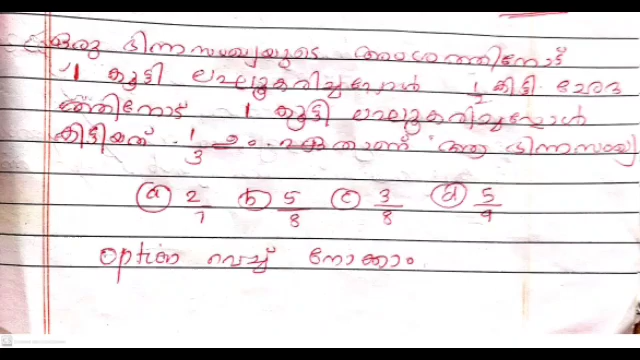 ഒരു ഭിന്നസംഖ്യയുടെ അംശത്തിനോട്
1 കൂട്ടി ലഘൂകരിച്ചപ്പോൾ 1/2 കിട്ടി. ഛേദ
ത്തിനോട് 1 കൂട്ടി ലഘൂകരിച്ചപ്പോൾ
കിട്ടിയത് 1/3 ഉം. ഏതാണ് ആ ഭിന്നസംഖ്യ
(a) 2/7 (b) 5/8 (c) 3/8 (d) 5/9
option വെച്ച് നോക്കാം.